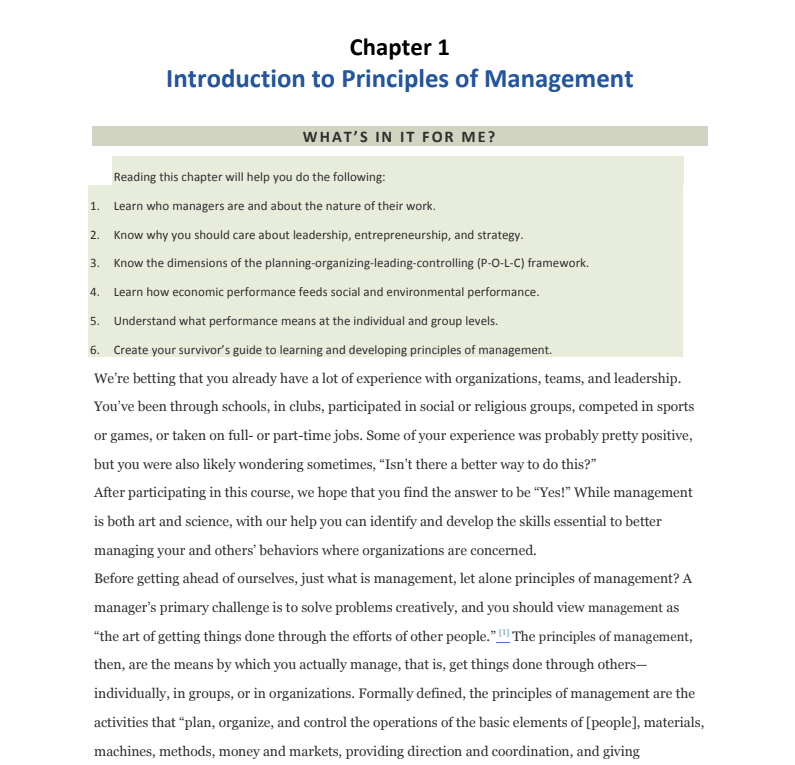 Chapter 1
Introduction to Principles of Management
WHAT’S IN IT FOR ME?
Reading this chapter will help you do the following:
1. Learn who managers are and about the nature of their work.
2. Know why you should care about leadership, entrepreneurship, and strategy.
3. Know the dimensions of the planning-organizing-leading-controlling (P-O-L-C) framework.
4. Learn how economic performance feeds social and environmental performance.
5. Understand what performance means at the individual and group levels.
6. Create your survivor’s guide to learning and developing principles of management.
We’re betting that you already have a lot of experience with organizations, teams, and leadership.
You’ve been through schools, in clubs, participated in social or religious groups, competed in sports
or games, or taken on full- or part-time jobs. Some of your experience was probably pretty positive,
but you were also likely wondering sometimes, “Isn’t there a better way to do this?”
After participating in this course, we hope that you find the answer to be “Yes!” While management
is both art and science, with our help you can identify and develop the skills essential to better
managing your and others’ behaviors where organizations are concerned.
Before getting ahead of ourselves, just what is management, let alone principles of management? A
manager’s primary challenge is to solve problems creatively, and you should view management as
“the art of getting things done through the efforts of other people.” [1] The principles of management,
then, are the means by which you actually manage, that is, get things done through others—
individually, in groups, or in organizations. Formally defined, the principles of management are the
activities that “plan, organize, and control the operations of the basic elements of [people], materials,
machines, methods, money and markets, providing direction and coordination, and giving